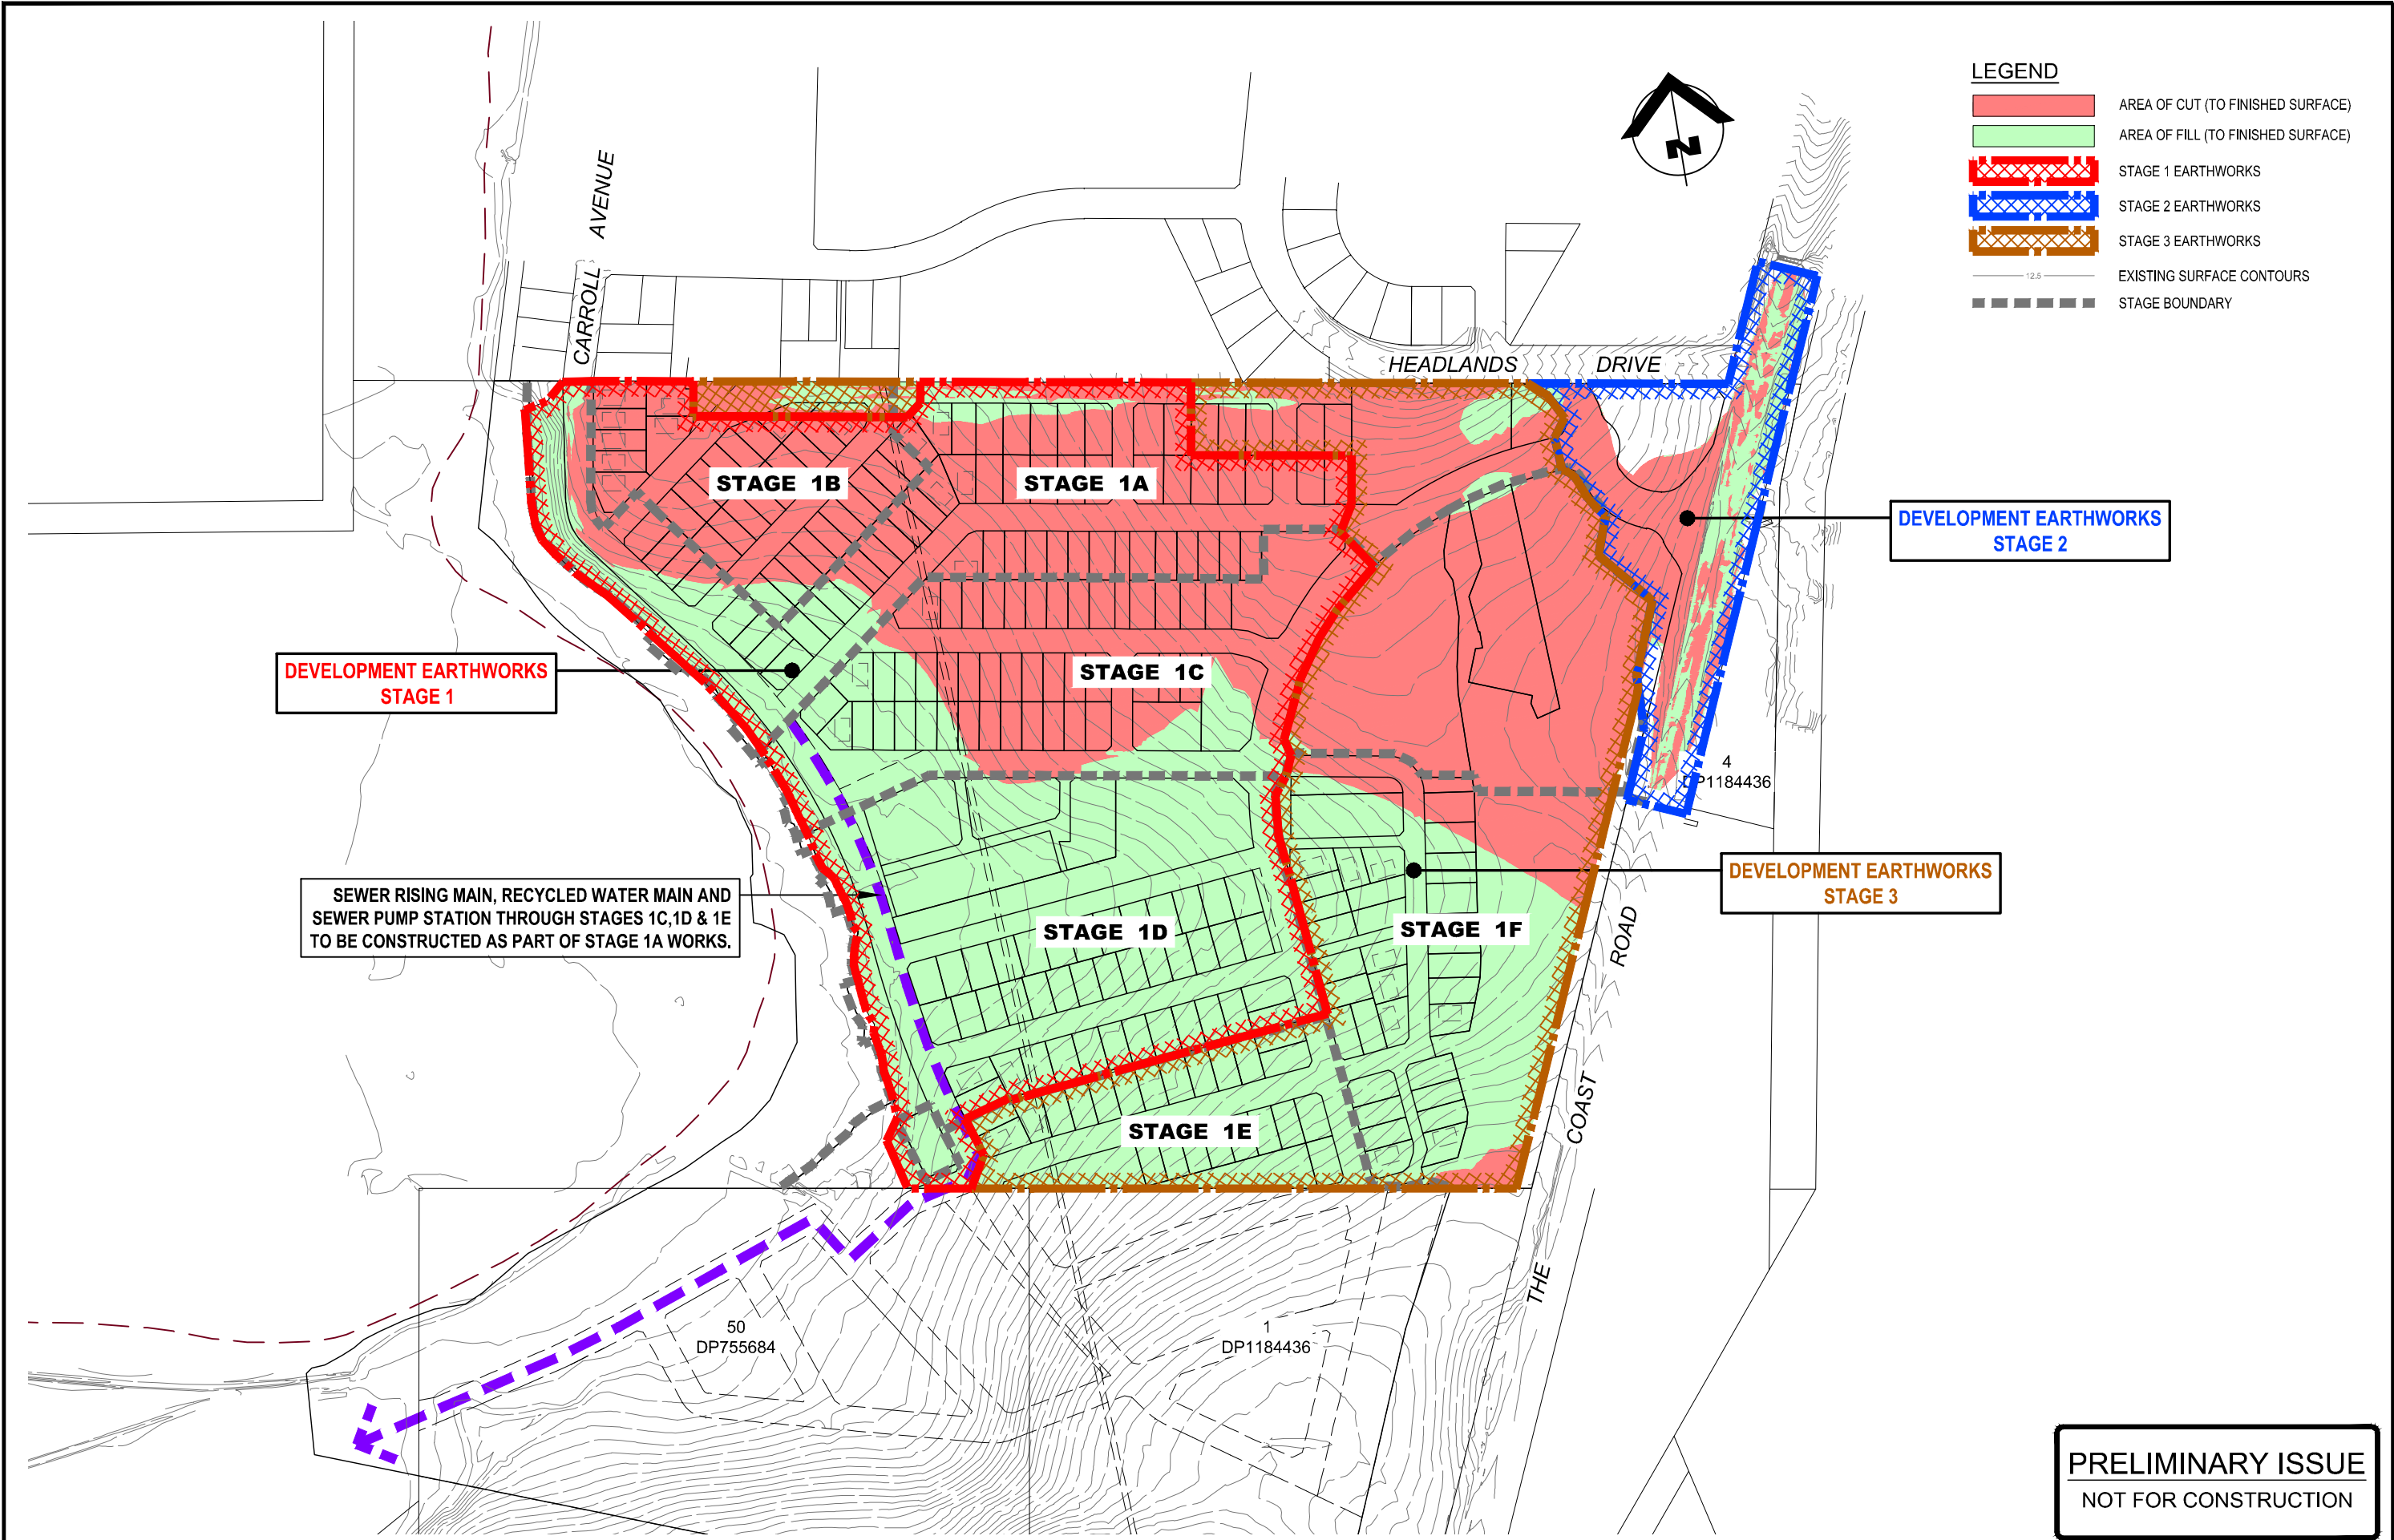 LEGEND
AREA OF CUT (TO FINISHED SURFACE)
AREA OF FILL (TO FINISHED SURFACE)
STAGE 1 EARTHWORKS
STAGE 2 EARTHWORKS
STAGE 3 EARTHWORKS
12.5
EXISTING SURFACE CONTOURS
STAGE BOUNDARY
N
CARROLL AVENUE
HEADLANDS DRIVE
STAGE 1B
STAGE 1A
DEVELOPMENT EARTHWORKS
STAGE 2
DEVELOPMENT EARTHWORKS
STAGE 1
STAGE 1C
4
DP1184436
DEVELOPMENT EARTHWORKS
STAGE 3
SEWER RISING MAIN, RECYCLED WATER MAIN AND
SEWER PUMP STATION THROUGH STAGES 1C,1D & 1E
TO BE CONSTRUCTED AS PART OF STAGE 1A WORKS.
STAGE 1D
STAGE 1F
STAGE 1E
THE COAST ROAD
50
DP755684
1
DP1184436
PRELIMINARY ISSUE
NOT FOR CONSTRUCTION